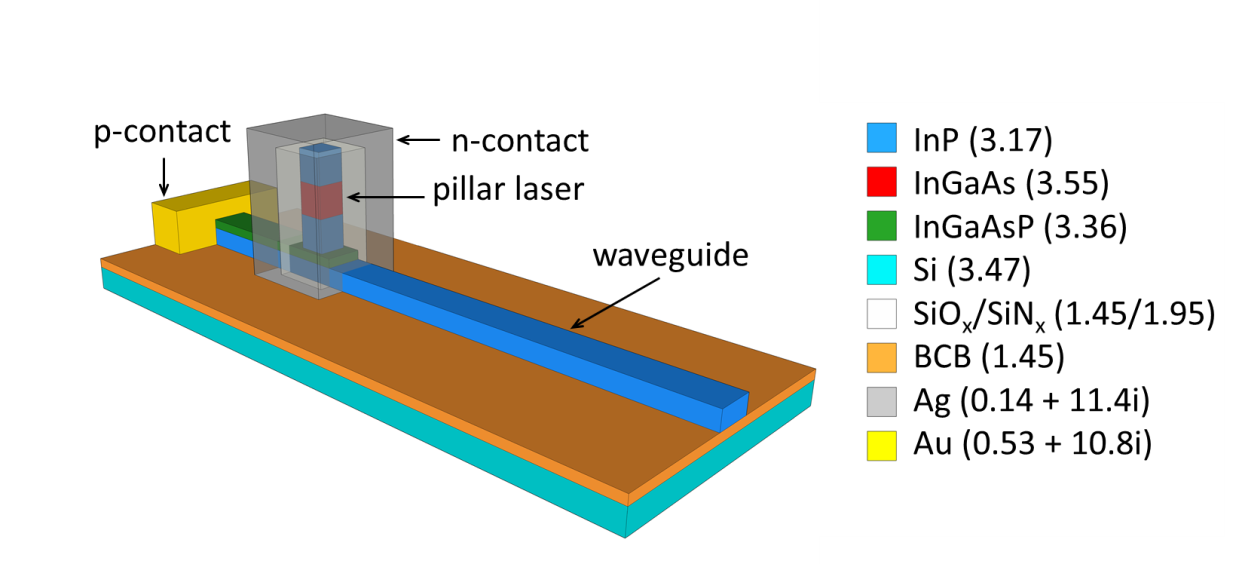 p-contact
n-contact
pillar laser
waveguide
InP (3.17)
InGaAs (3.55)
InGaAsP (3.36)
Si (3.47)
SiOₓ/SiNₓ (1.45/1.95)
BCB (1.45)
Ag (0.14 + 11.4i)
Au (0.53 + 10.8i)